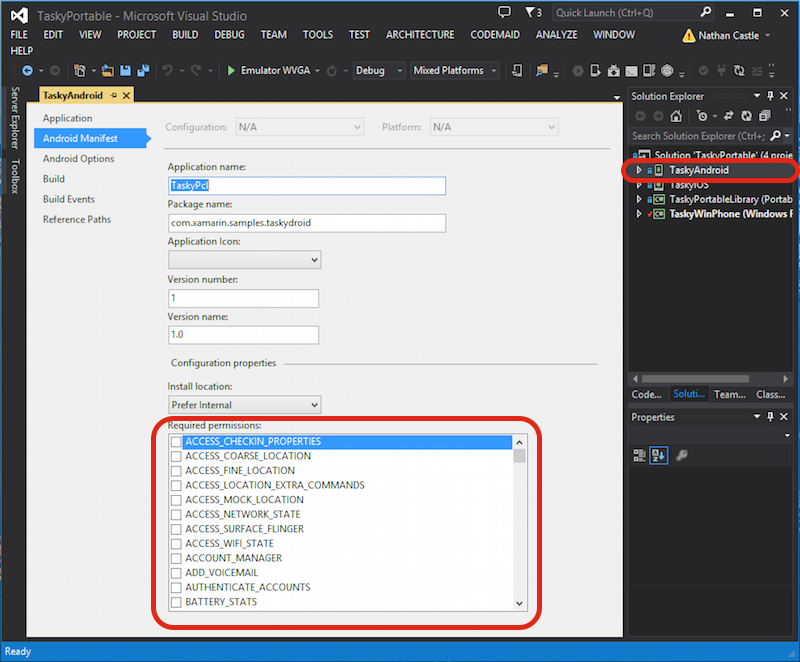 TaskyPortable - Microsoft Visual Studio
3
Quick Launch (Ctrl+Q)
FILE EDIT VIEW PROJECT BUILD DEBUG TEAM TOOLS TEST ARCHITECTURE CODEMAID ANALYZE WINDOW
Nathan Castle
HELP
Emulator WVGA
Debug
Mixed Platforms
Server Explorer
Toolbox
TaskyAndroid
Application
Android Manifest
Android Options
Build
Build Events
Reference Paths
Configuration: N/A Platform: N/A
Application name:
TaskyPcl
Package name:
com.xamarin.samples.taskydroid
Application Icon:
Version number:
1
Version name:
1.0
Configuration properties
Install location:
Prefer Internal
Required permissions:
ACCESS_CHECKIN_PROPERTIES
ACCESS_COARSE_LOCATION
ACCESS_FINE_LOCATION
ACCESS_LOCATION_EXTRA_COMMANDS
ACCESS_MOCK_LOCATION
ACCESS_NETWORK_STATE
ACCESS_SURFACE_FLINGER
ACCESS_WIFI_STATE
ACCOUNT_MANAGER
ADD_VOICEMAIL
AUTHENTICATE_ACCOUNTS
BATTERY_STATS
Solution Explorer
Search Solution Explorer (Ctrl+;
Solution 'TaskyPortable' (4 proje
TaskyAndroid
TaskyiOS
TaskyPortableLibrary (Portab
TaskyWinPhone (Windows P
Code... Soluti... Team... Class...
Properties
Ready